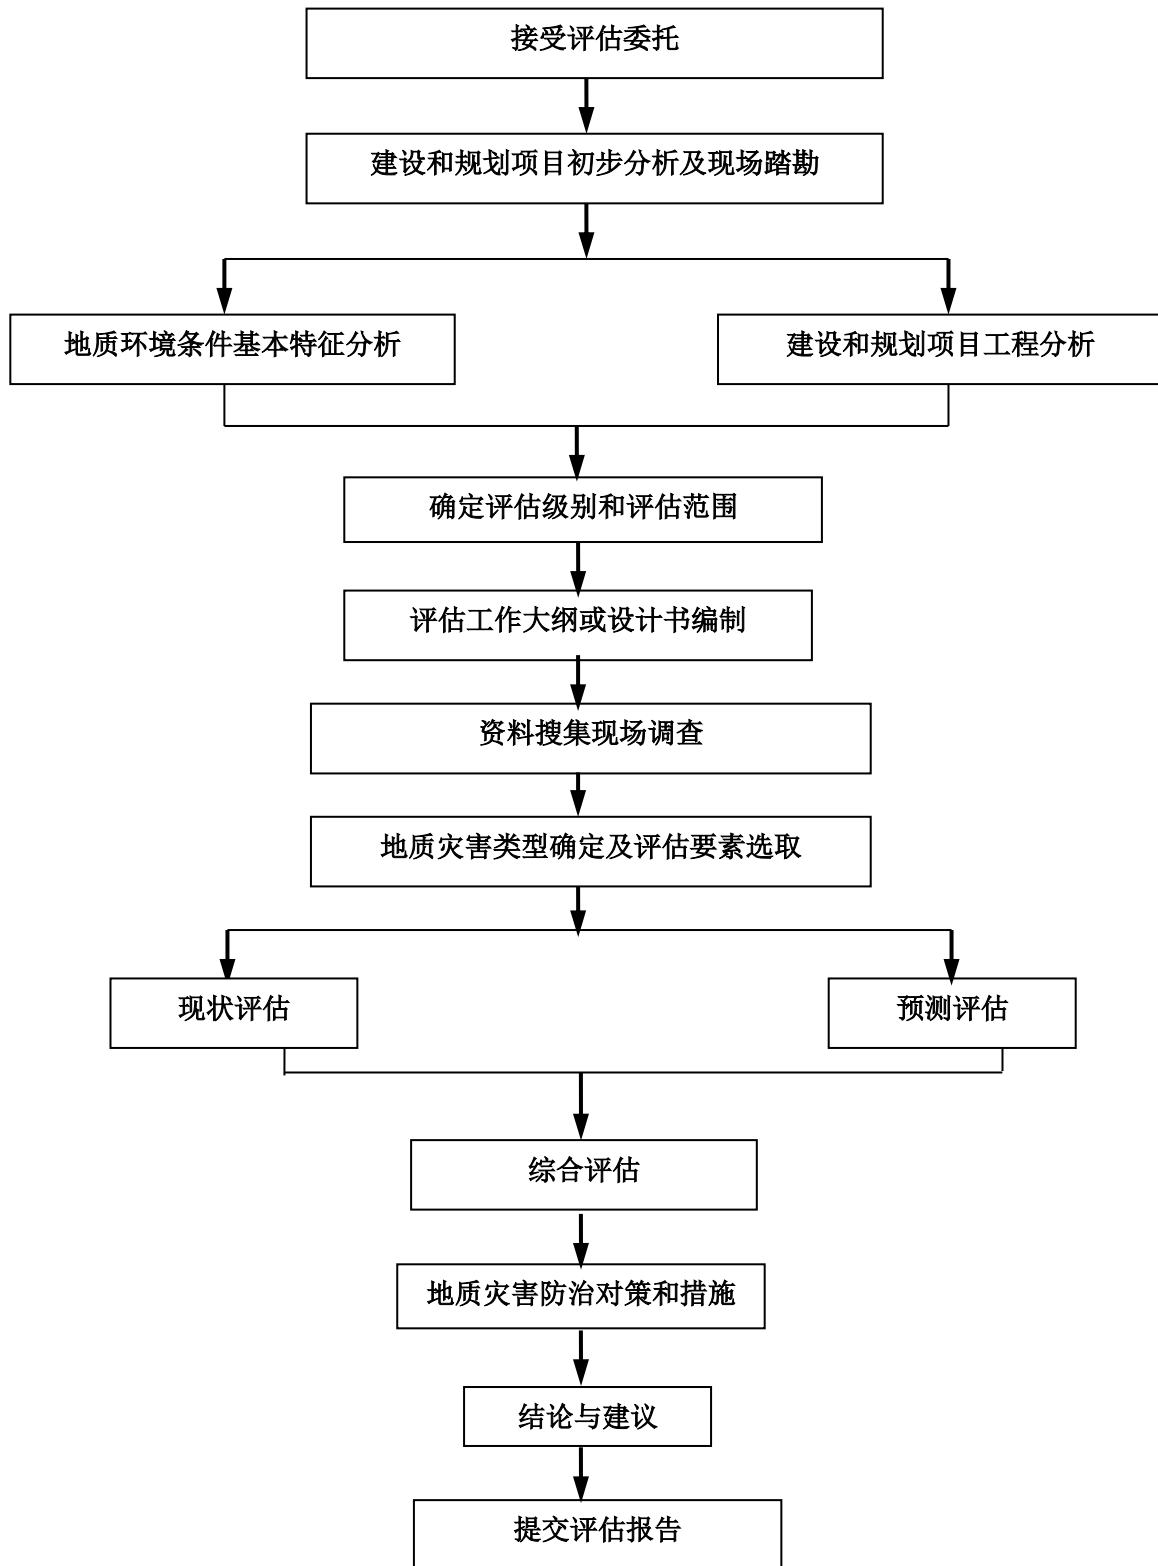 接受评估委托
建设和规划项目初步分析及现场踏勘
地质环境条件基本特征分析
建设和规划项目工程分析
确定评估级别和评估范围
评估工作大纲或设计书编制
资料搜集现场调查
地质灾害类型确定及评估要素选取
现状评估
预测评估
综合评估
地质灾害防治对策和措施
结论与建议
提交评估报告